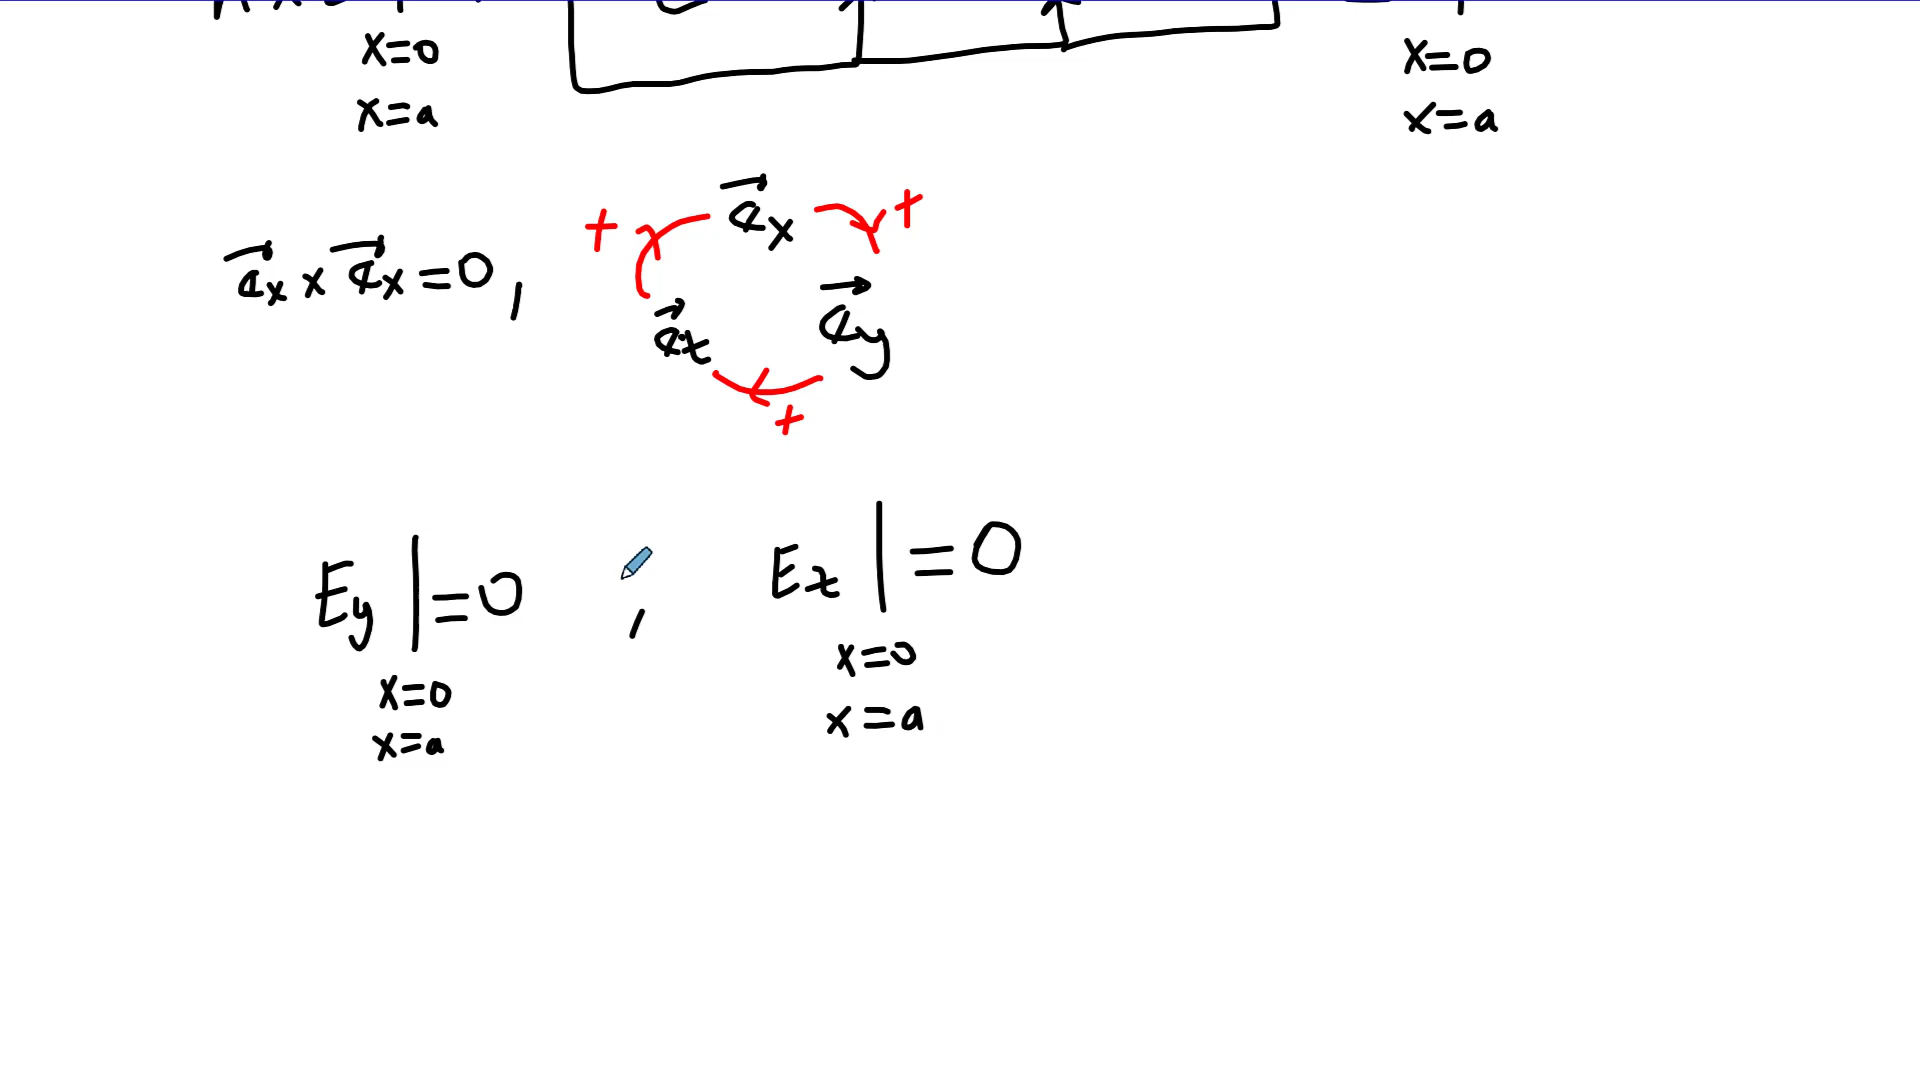 x=0
x=a
x=0
x=a
+ a⃗x +
a⃗x × a⃗x = 0,
a⃗z a⃗y
+
Ey | = 0 , Ez | = 0
x=0 x=0
x=a x=a